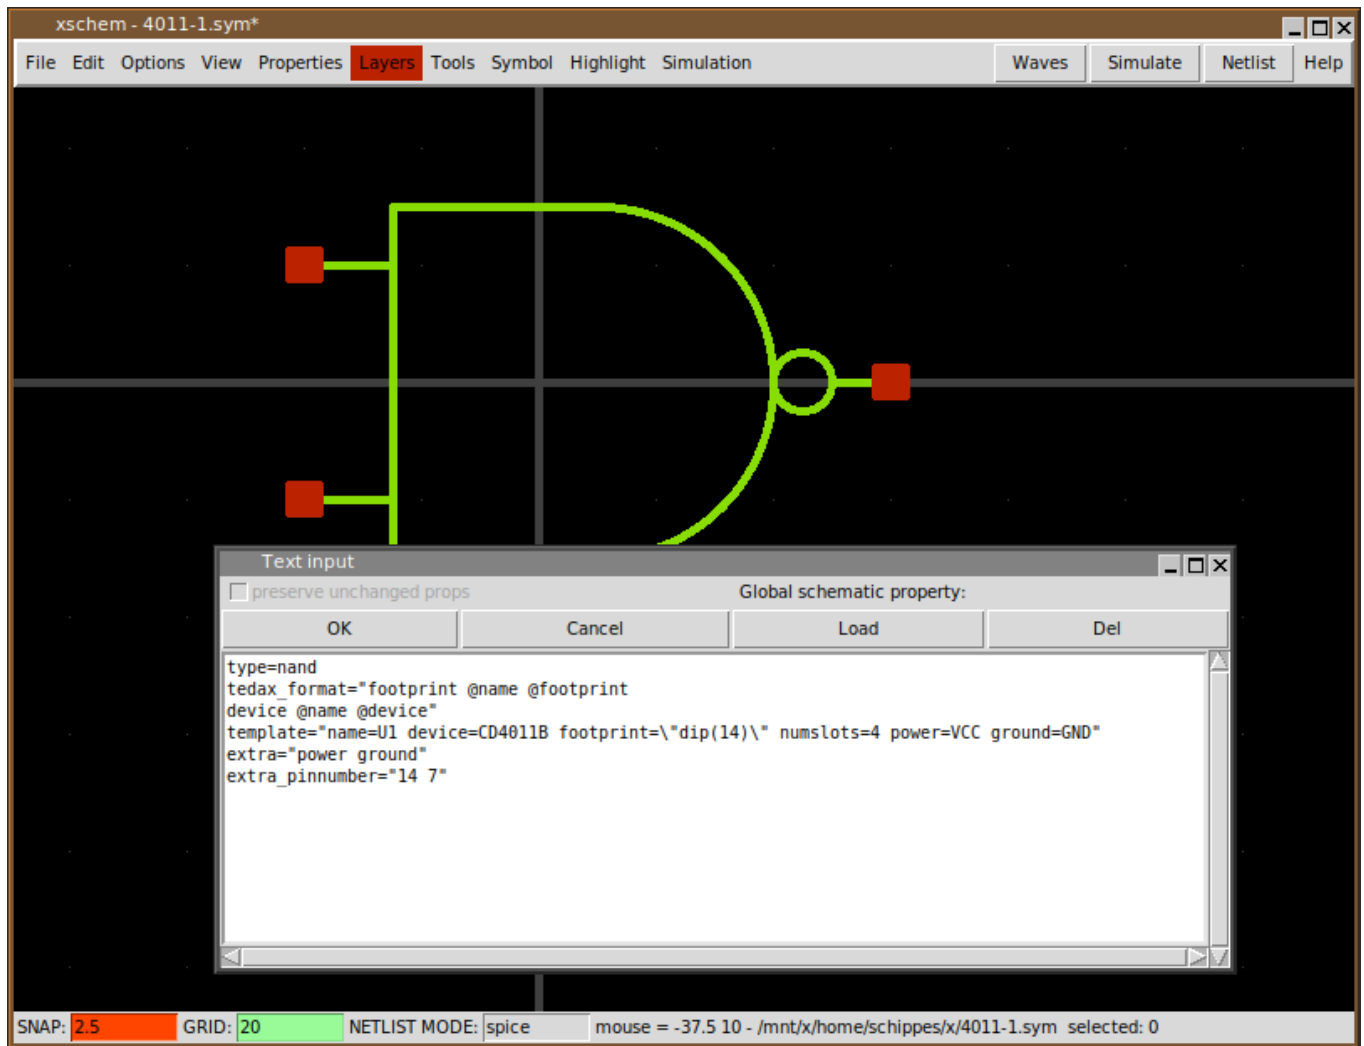 xschem - 4011-1.sym*
File Edit Options View Properties Layers Tools Symbol Highlight Simulation Waves Simulate Netlist Help
Text input
preserve unchanged props Global schematic property:
OK Cancel Load Del
type=nand
tedax_format="footprint @name @footprint
device @name @device"
template="name=U1 device=CD4011B footprint=\"dip(14)\" numslots=4 power=VCC ground=GND"
extra="power ground"
extra_pinnumber="14 7"
SNAP: 2.5 GRID: 20 NETLIST MODE: spice mouse = -37.5 10 - /mnt/x/home/schippes/x/4011-1.sym selected: 0